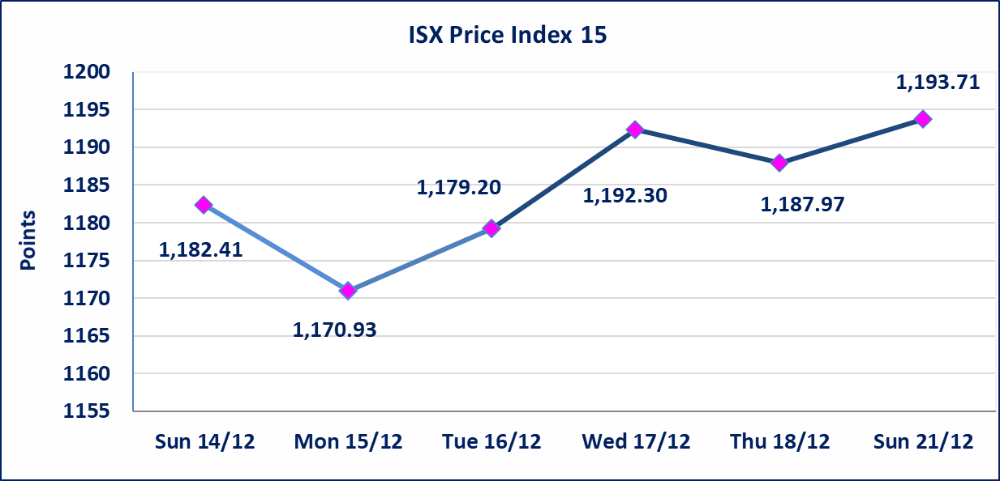 ISX Price Index 15
Points
1200
1195
1190
1185
1180
1175
1170
1165
1160
1155
1,182.41
1,170.93
1,179.20
1,192.30
1,187.97
1,193.71
Sun 14/12
Mon 15/12
Tue 16/12
Wed 17/12
Thu 18/12
Sun 21/12